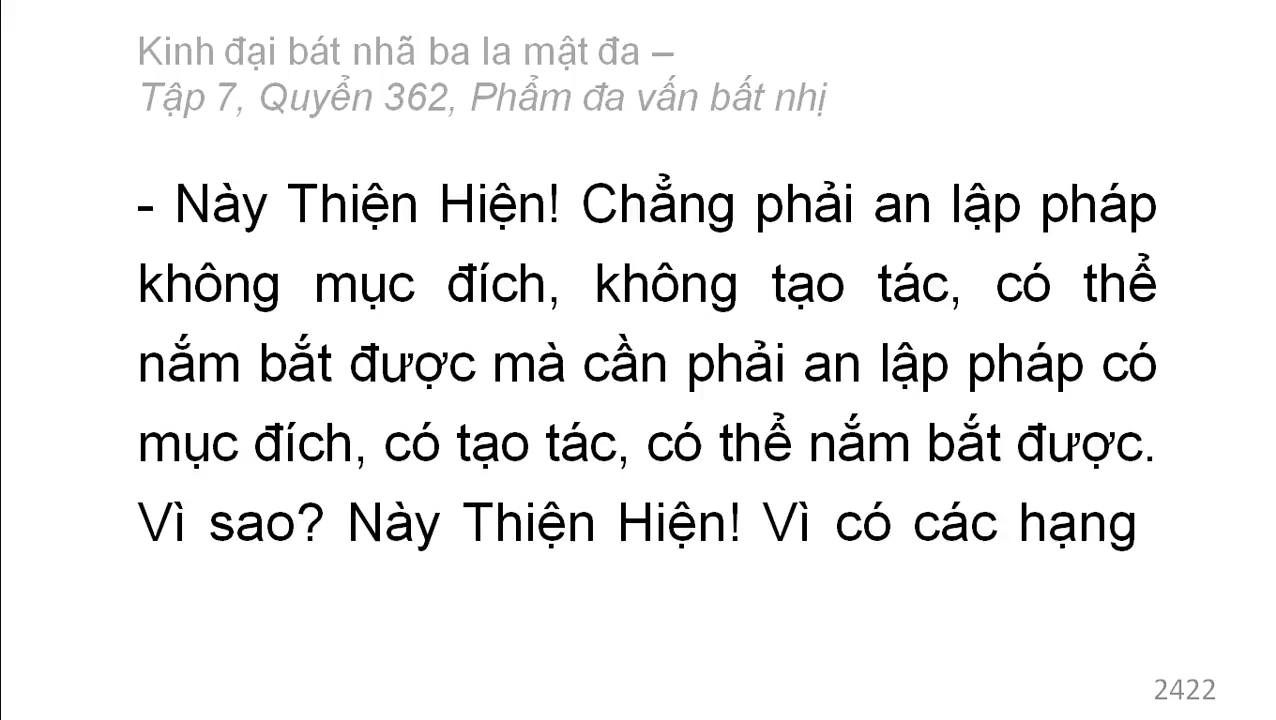 Kinh đại bát nhã ba la mật đa –
Tập 7, Quyển 362, Phẩm đa vấn bất nhị
- Này Thiện Hiện! Chẳng phải an lập pháp
không mục đích, không tạo tác, có thể
nắm bắt được mà cần phải an lập pháp có
mục đích, có tạo tác, có thể nắm bắt được.
Vì sao? Này Thiện Hiện! Vì có các hạng
2422